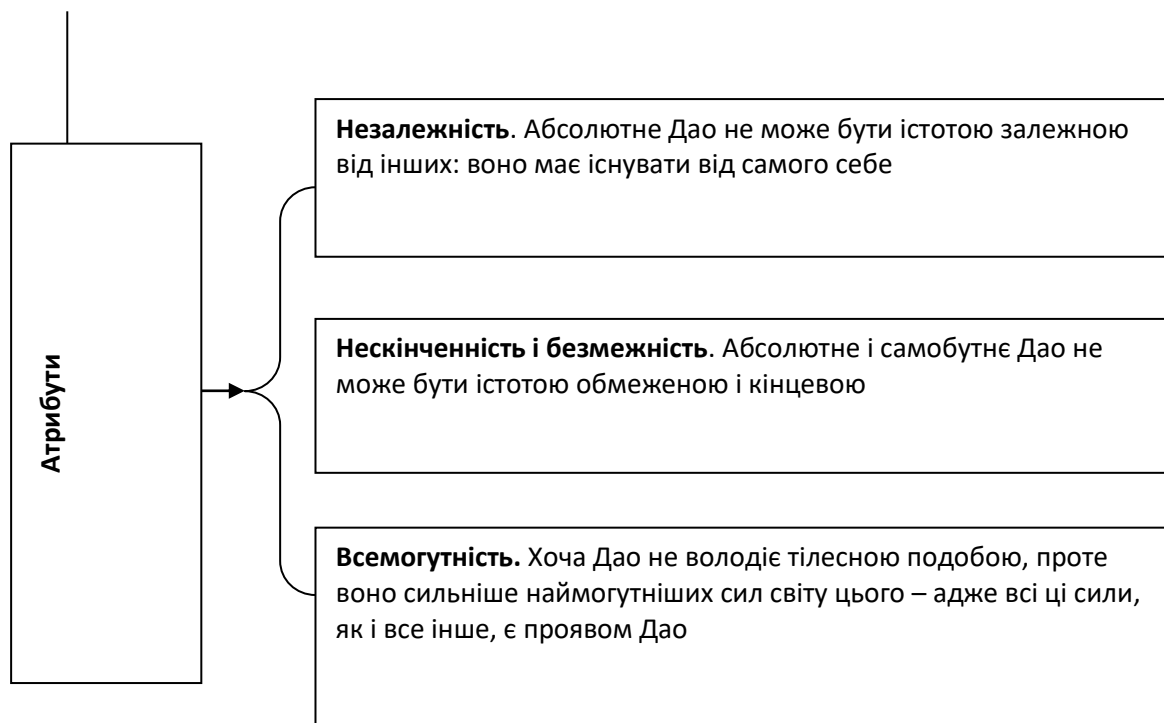 Незалежність. Абсолютне Дао не може бути істотою залежною
від інших: воно має існувати від самого себе
Нескінченність і безмежність. Абсолютне і самобутнє Дао не
може бути істотою обмеженою і кінцевою
Атрибути
Всемогутність. Хоча Дао не володіє тілесною подобою, проте
воно сильніше наймогутніших сил світу цього – адже всі ці сили,
як і все інше, є проявом Дао